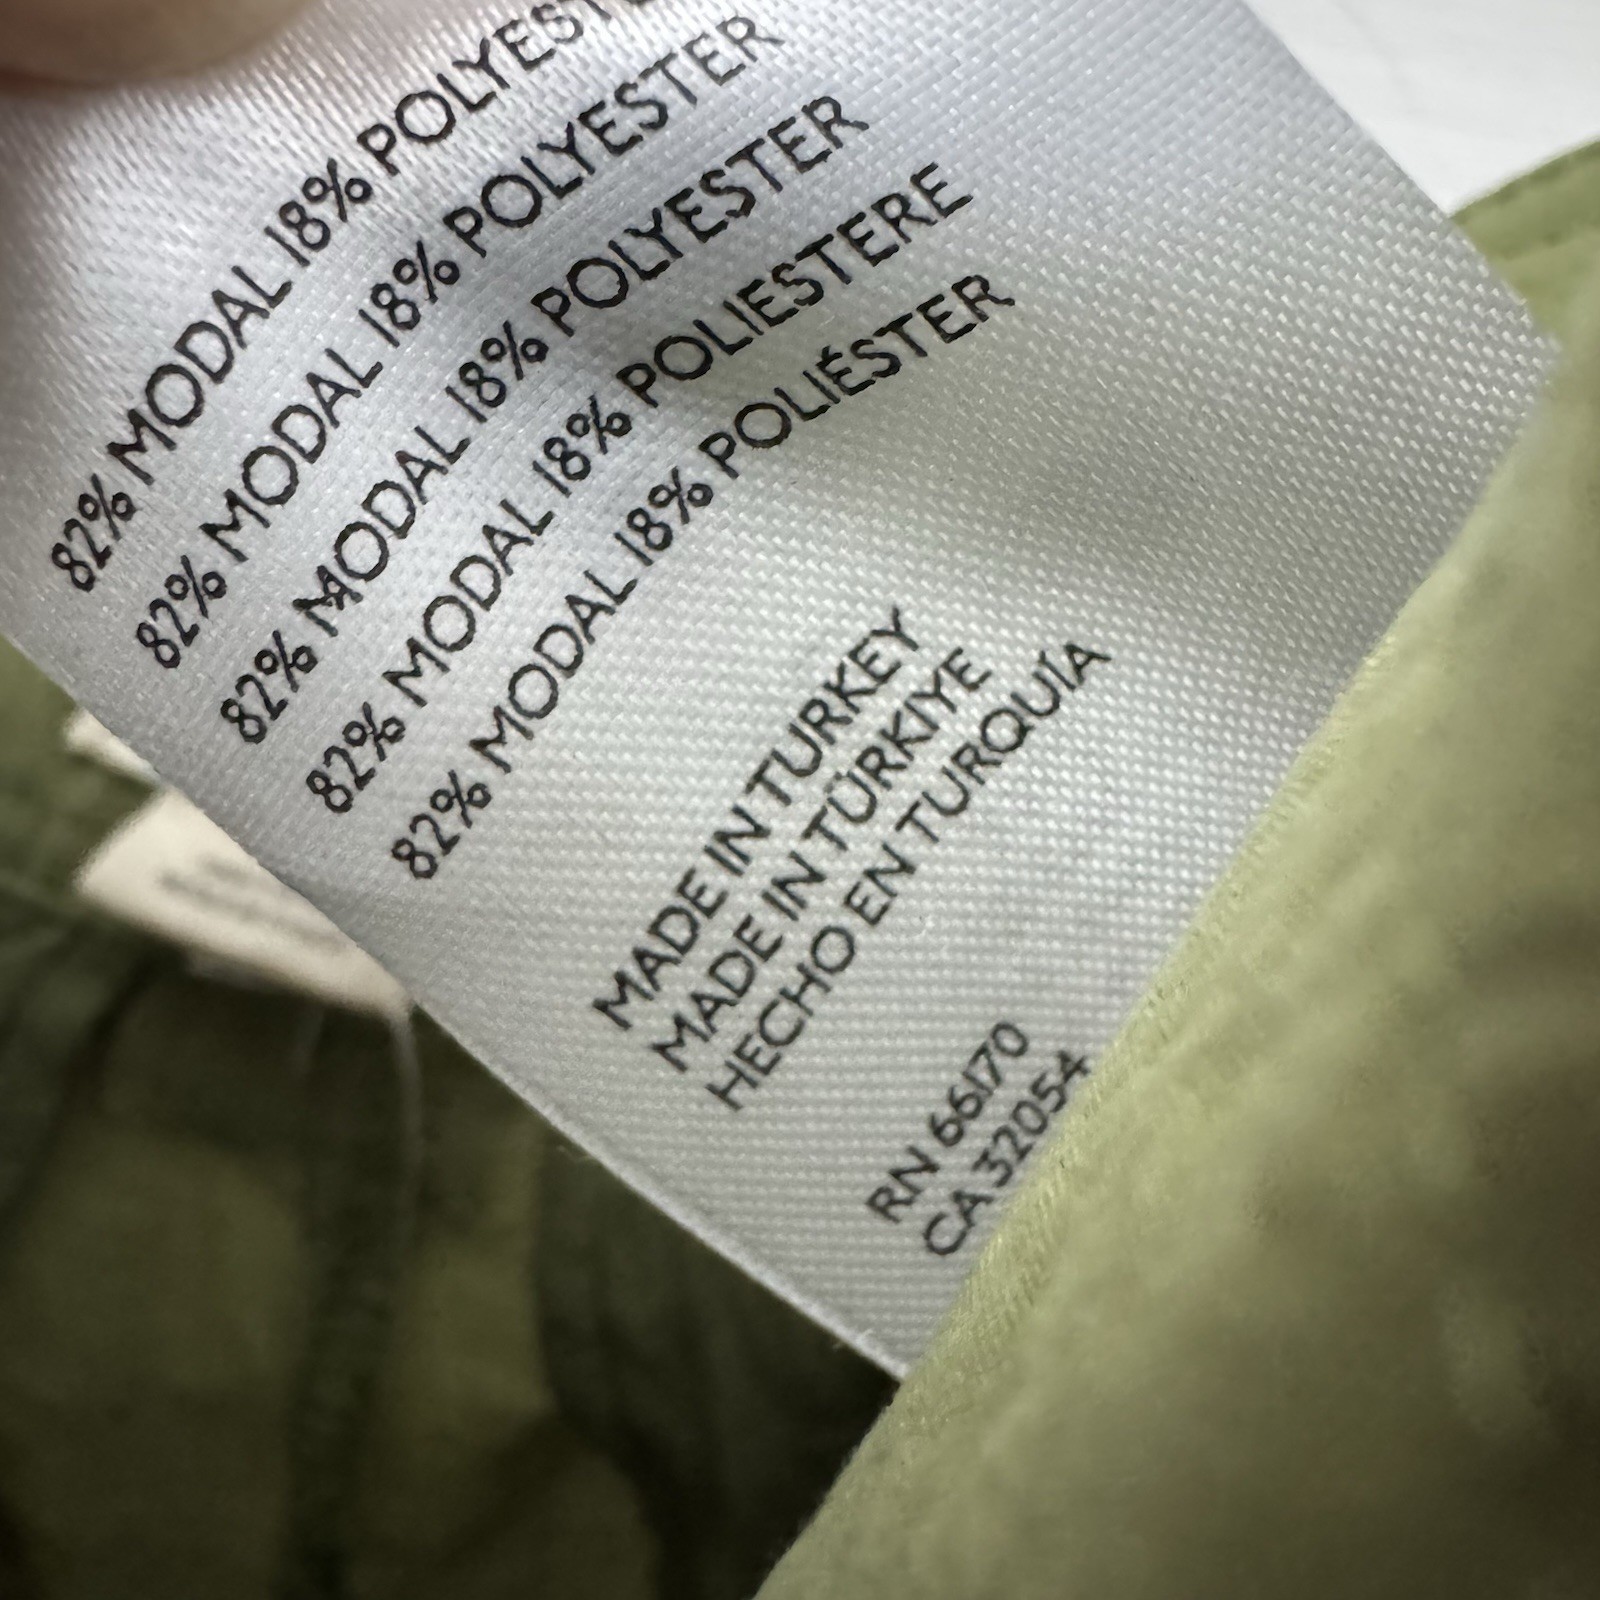 82% MODAL 18% POLYESTER
82% MODAL 18% POLYESTER
82% MODAL 18% POLYESTER
82% MODAL 18% POLIESTERE
82% MODAL 18% POLIÉSTER
MADE IN TURKEY
MADE IN TÜRKIYE
HECHO EN TURQUÍA
RN 66170
CA 32054